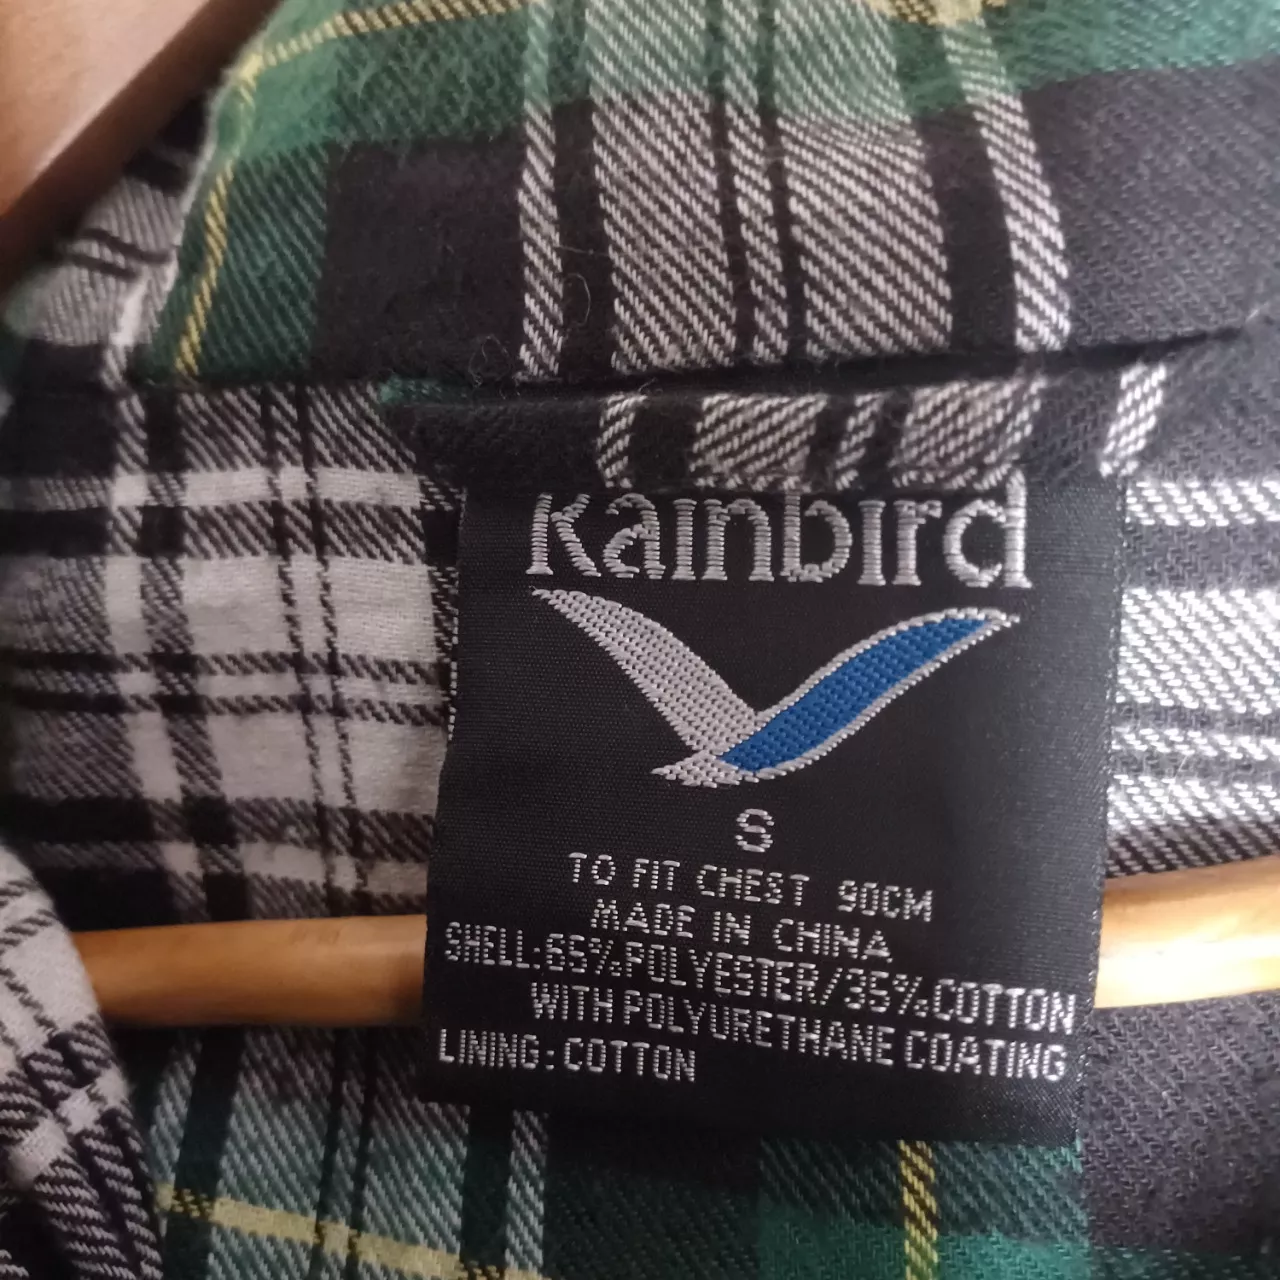 Rainbird
S
TO FIT CHEST 90CM
MADE IN CHINA
SHELL:65%POLYESTER/35%COTTON
WITH POLYURETHANE COATING
LINING:COTTON